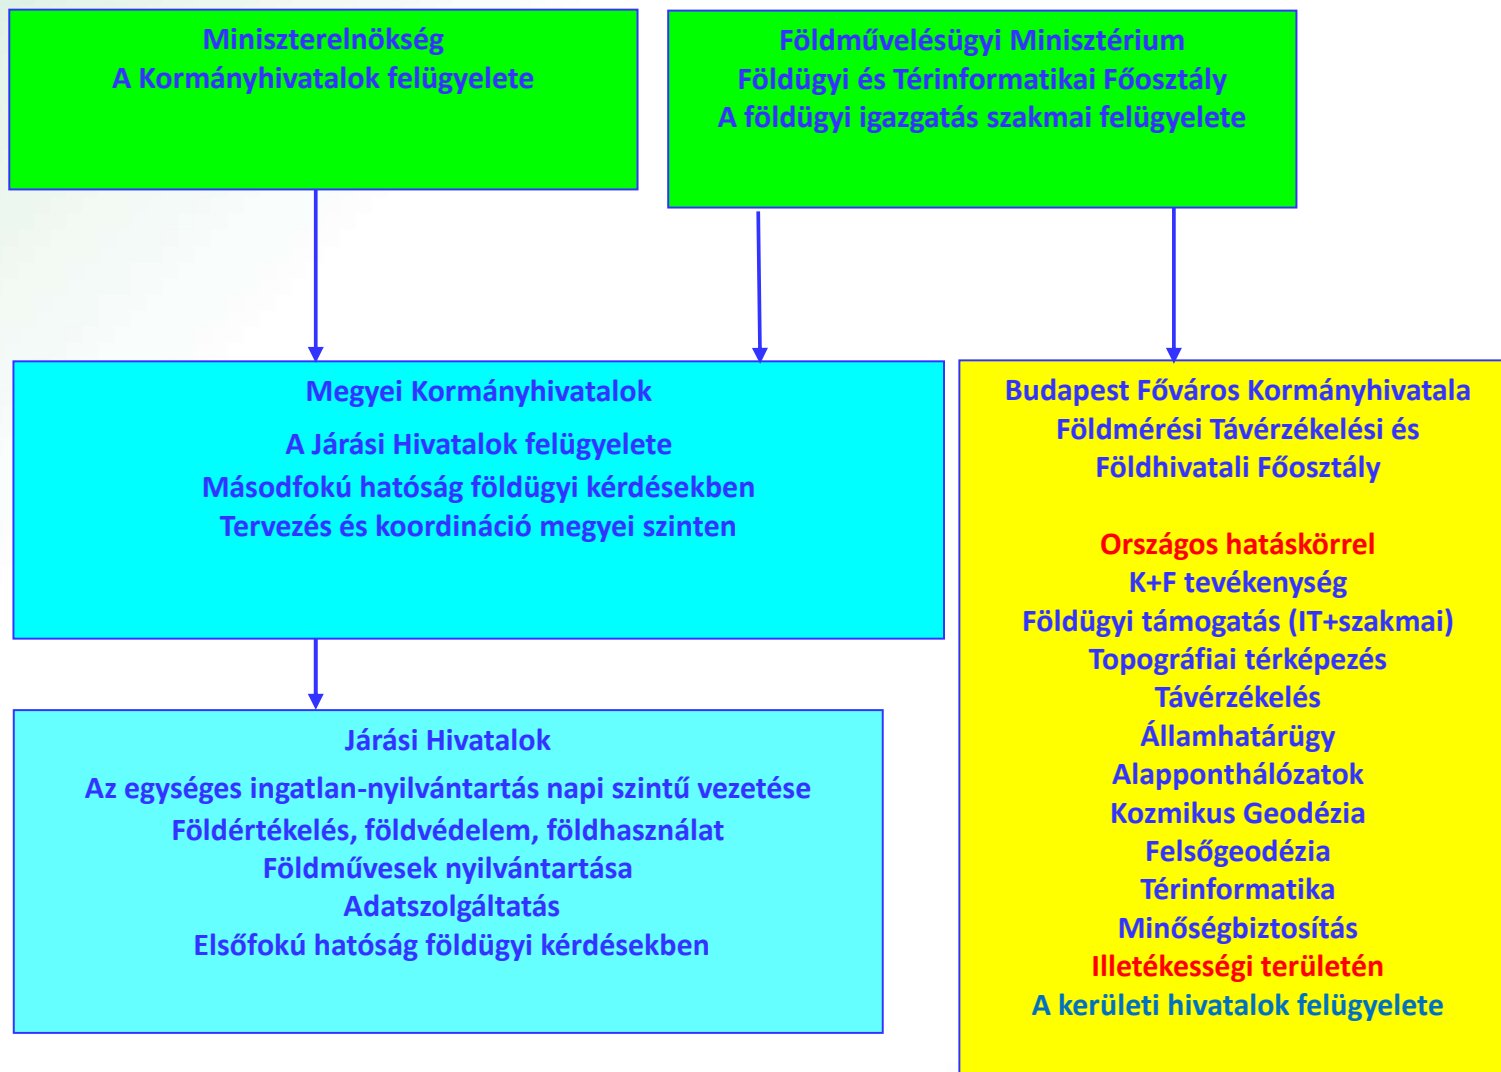 Miniszterelnökség
A Kormányhivatalok felügyelete
Földművelésügyi Minisztérium
Földügyi és Térinformatikai Főosztály
A földügyi igazgatás szakmai felügyelete
Megyei Kormányhivatalok
A Járási Hivatalok felügyelete
Másodfokú hatóság földügyi kérdésekben
Tervezés és koordináció megyei szinten
Járási Hivatalok
Az egységes ingatlan-nyilvántartás napi szintű vezetése
Földértékelés, földvédelem, földhasználat
Földművesek nyilvántartása
Adatszolgáltatás
Elsőfokú hatóság földügyi kérdésekben
Budapest Főváros Kormányhivatala
Földmérési Távérzékelési és
Földhivatali Főosztály
Országos hatáskörrel
K+F tevékenység
Földügyi támogatás (IT+szakmai)
Topográfiai térképezés
Távérzékelés
Államhatárügy
Alapponthálózatok
Kozmikus Geodézia
Felsőgeodézia
Térinformatika
Minőségbiztosítás
Illetékességi területén
A kerületi hivatalok felügyelete